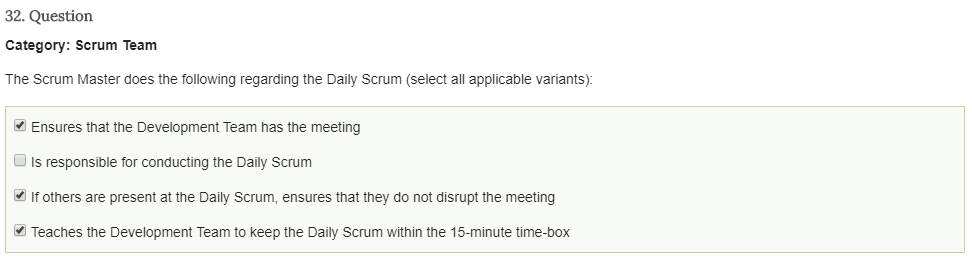 32. Question
Category: Scrum Team
The Scrum Master does the following regarding the Daily Scrum (select all applicable variants):
Ensures that the Development Team has the meeting
Is responsible for conducting the Daily Scrum
If others are present at the Daily Scrum, ensures that they do not disrupt the meeting
Teaches the Development Team to keep the Daily Scrum within the 15-minute time-box